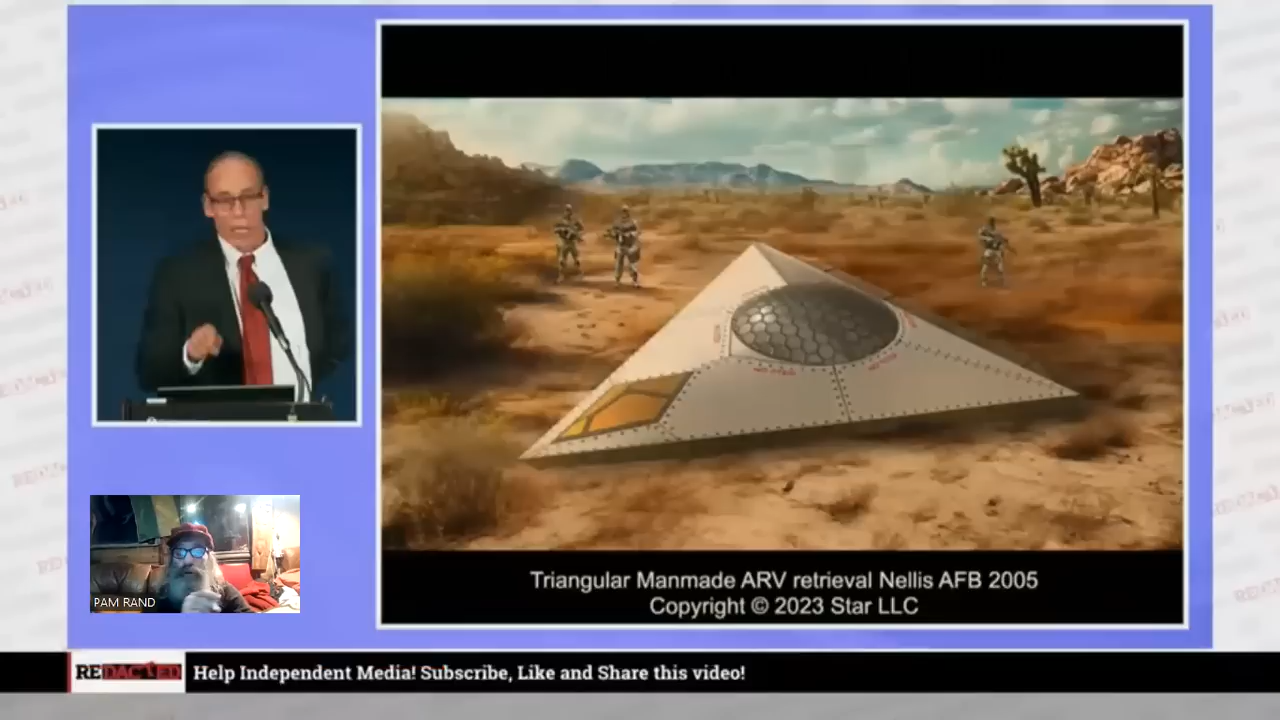 Triangular Manmade ARV retrieval Nellis AFB 2005
Copyright © 2023 Star LLC
PAM RAND
REDACTED
Help Independent Media! Subscribe, Like and Share this video!